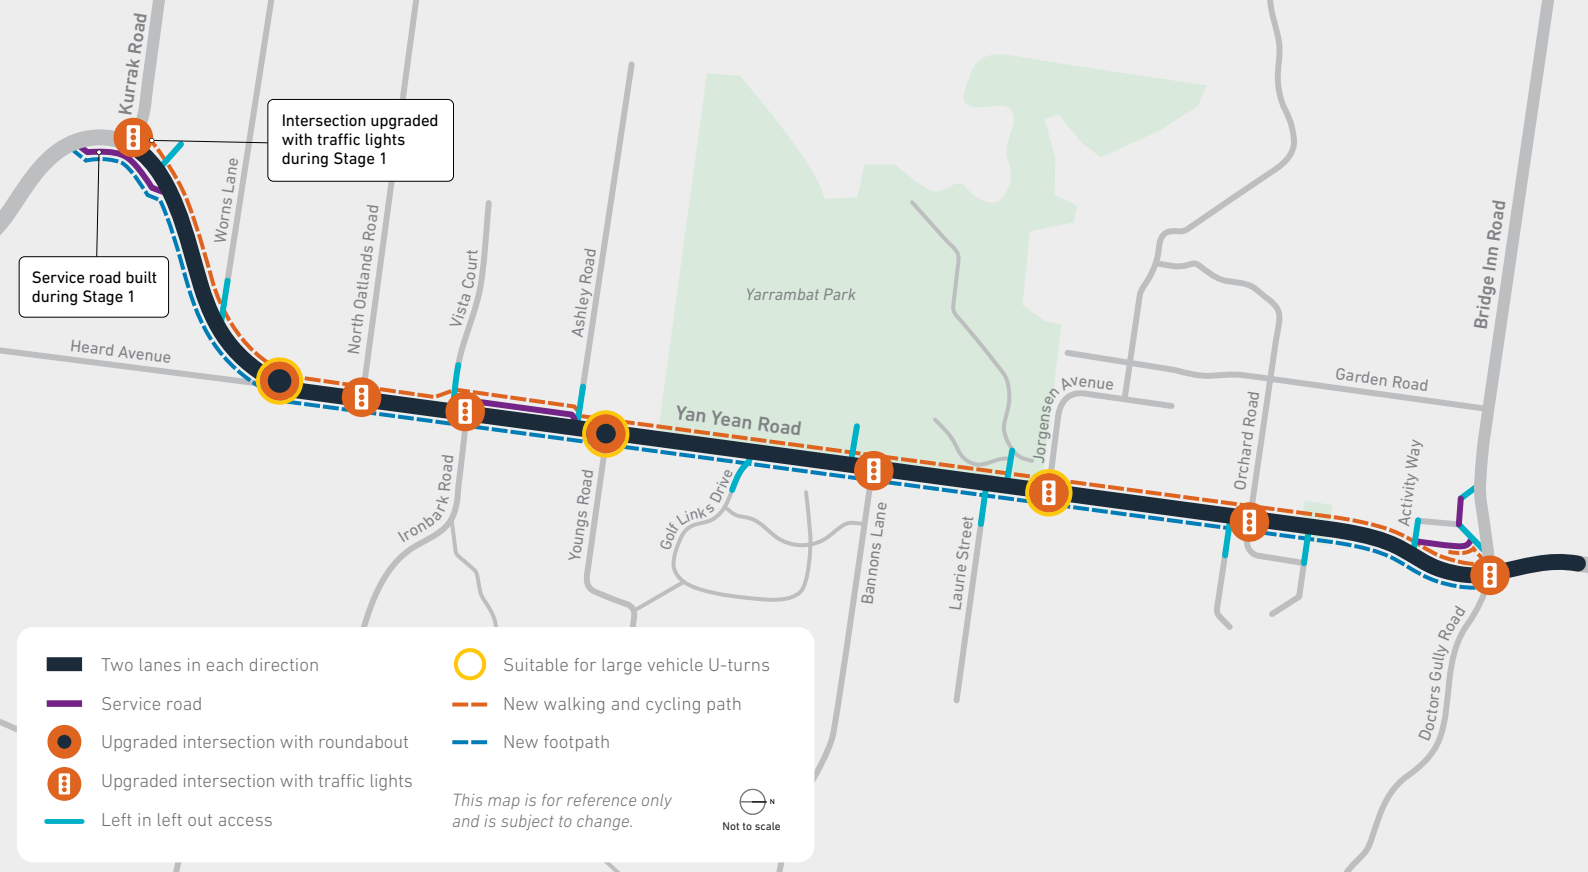 Kurrak Road
Intersection upgraded
with traffic lights
during Stage 1
Worns Lane
Service road built
during Stage 1
Heard Avenue
North Oatlands Road
Vista Court
Ashley Road
Yarrambat Park
Yan Yean Road
Jorgensen Avenue
Garden Road
Bridge Inn Road
Orchard Road
Activity Way
Ironbark Road
Youngs Road
Golf Links Drive
Bannons Lane
Laurie Street
Doctors Gully Road
Two lanes in each direction
Service road
Upgraded intersection with roundabout
Upgraded intersection with traffic lights
Left in left out access
Suitable for large vehicle U-turns
New walking and cycling path
New footpath
This map is for reference only
and is subject to change.
N
Not to scale